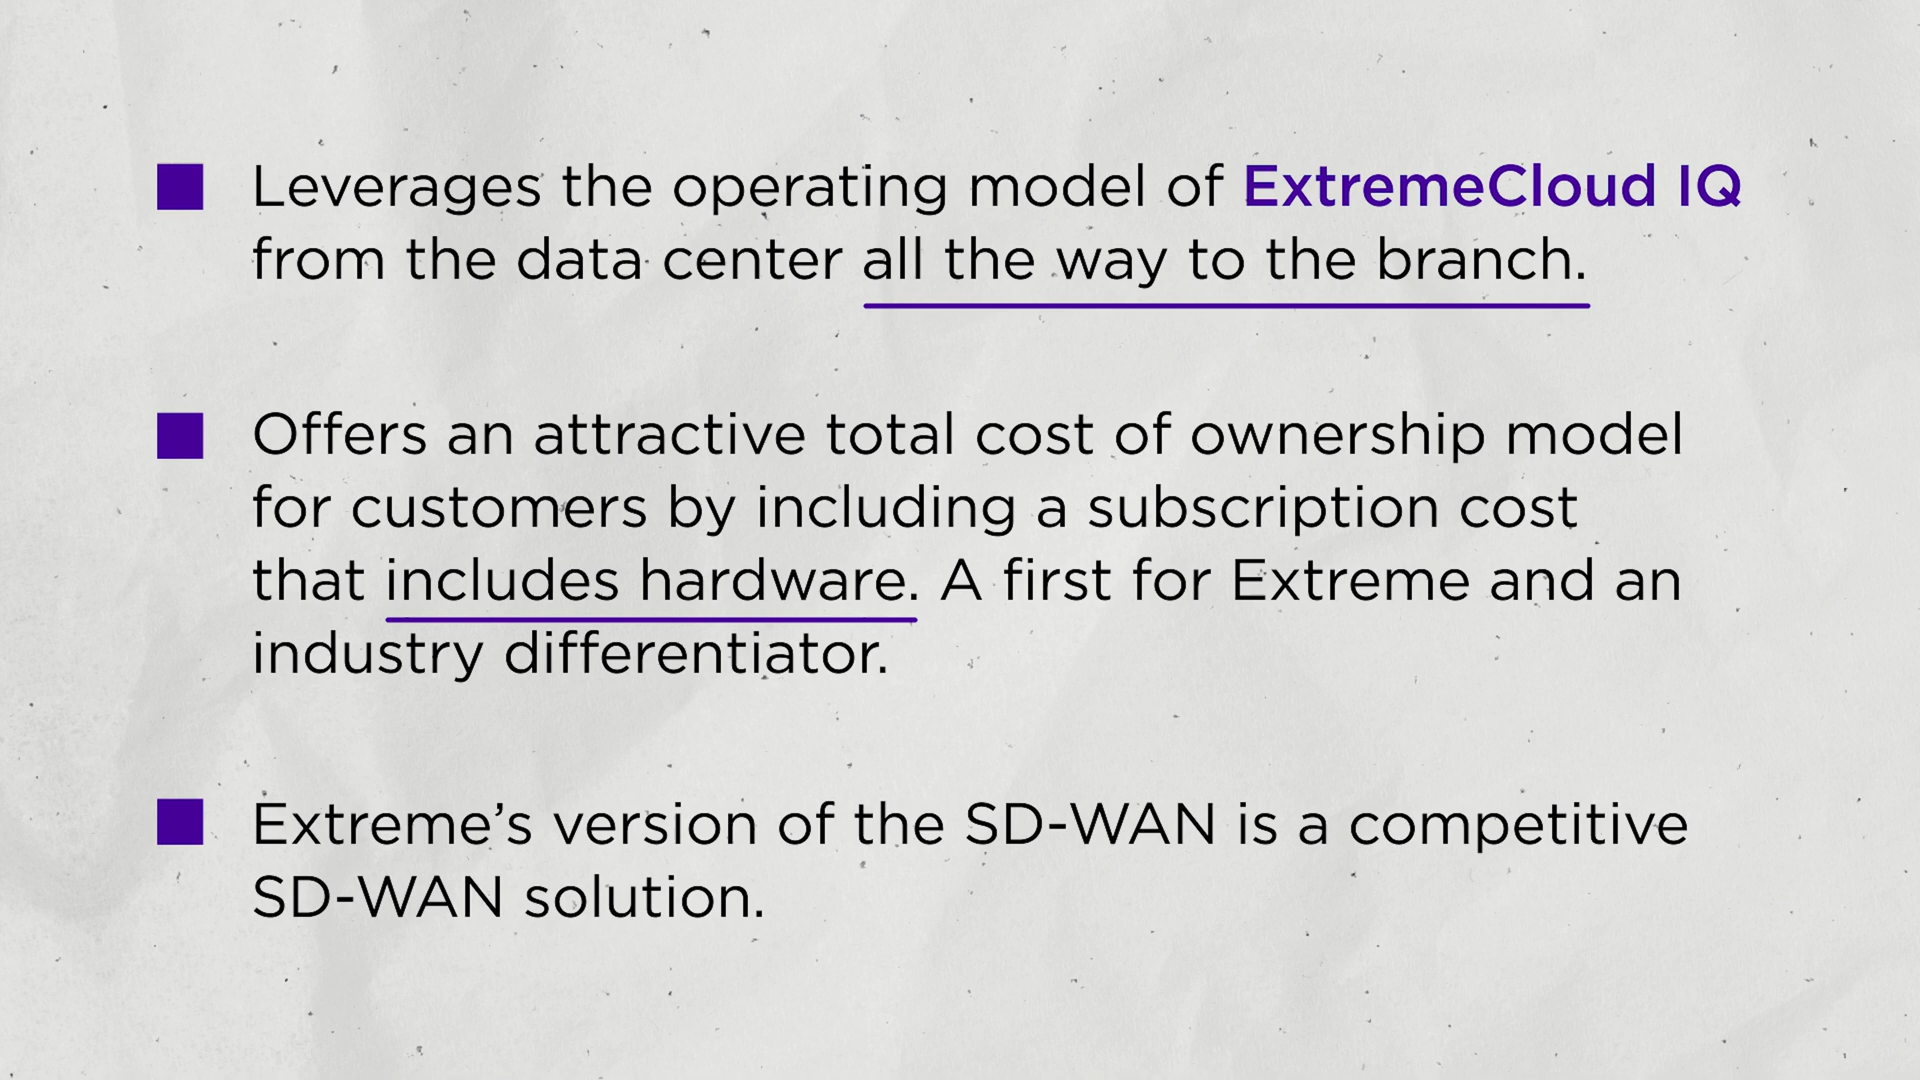 Leverages the operating model of ExtremeCloud IQ
from the data center all the way to the branch.
Offers an attractive total cost of ownership model
for customers by including a subscription cost
that includes hardware. A first for Extreme and an
industry differentiator.
Extreme’s version of the SD-WAN is a competitive
SD-WAN solution.